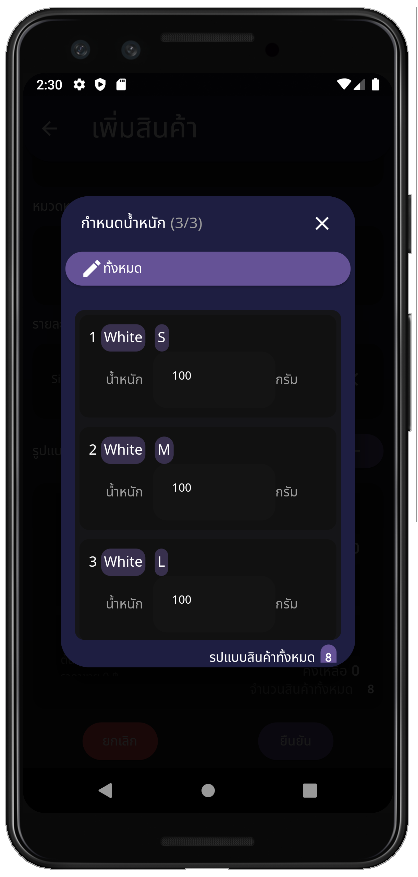 2:30
เพิ่มสินค้า
กำหนดน้ำหนัก (3/3)
ทั้งหมด
1 White S
น้ำหนัก 100 กรัม
2 White M
น้ำหนัก 100 กรัม
3 White L
น้ำหนัก 100 กรัม
รูปแบบสินค้าทั้งหมด 8
0
จำนวนสินค้าทั้งหมด 8
ยกเลิก ยืนยัน